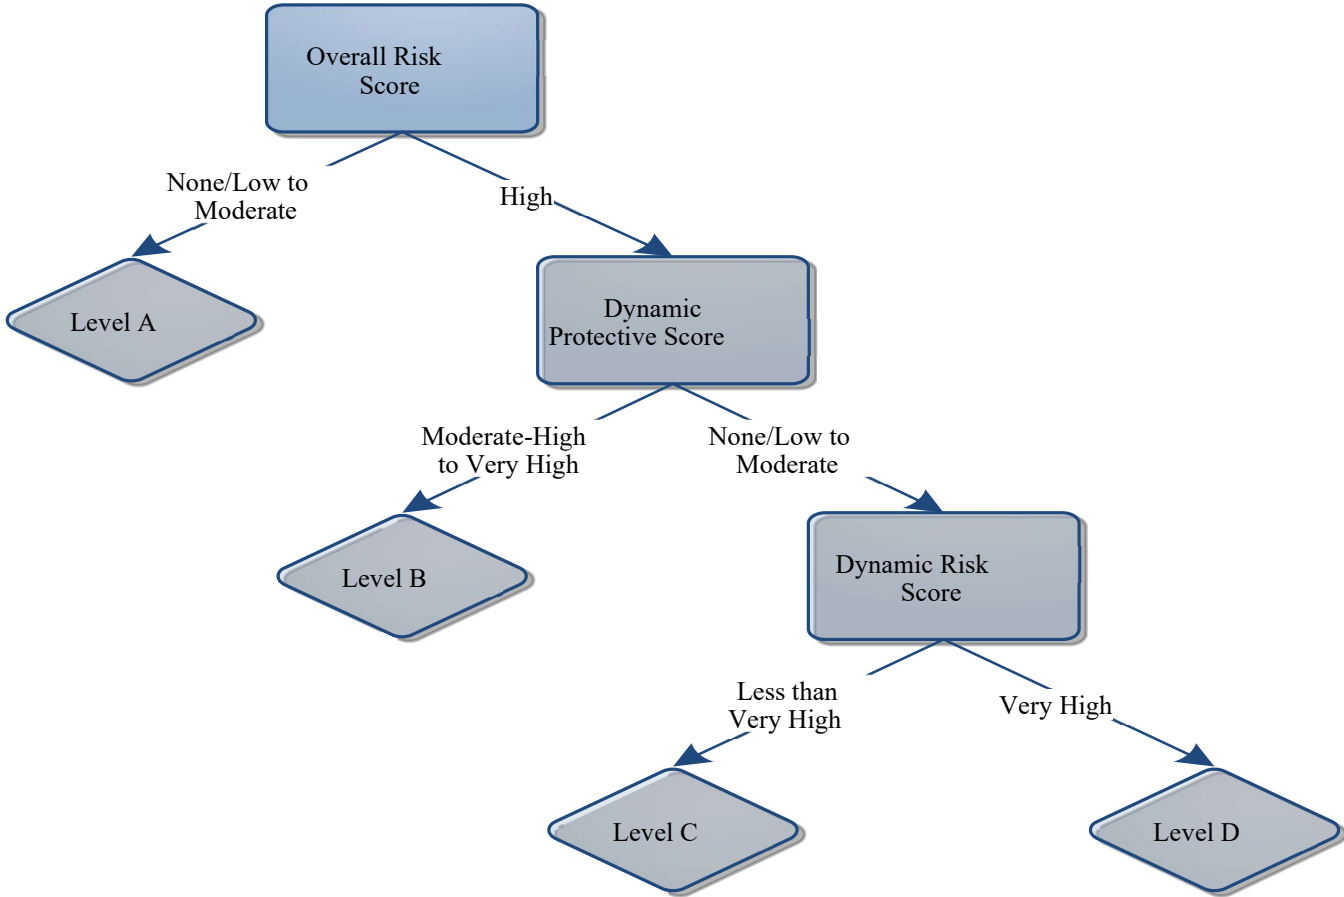 Overall Risk
Score
None/Low to
Moderate
High
Level A
Dynamic
Protective Score
Moderate-High
to Very High
None/Low to
Moderate
Level B
Dynamic Risk
Score
Less than
Very High
Very High
Level C
Level D